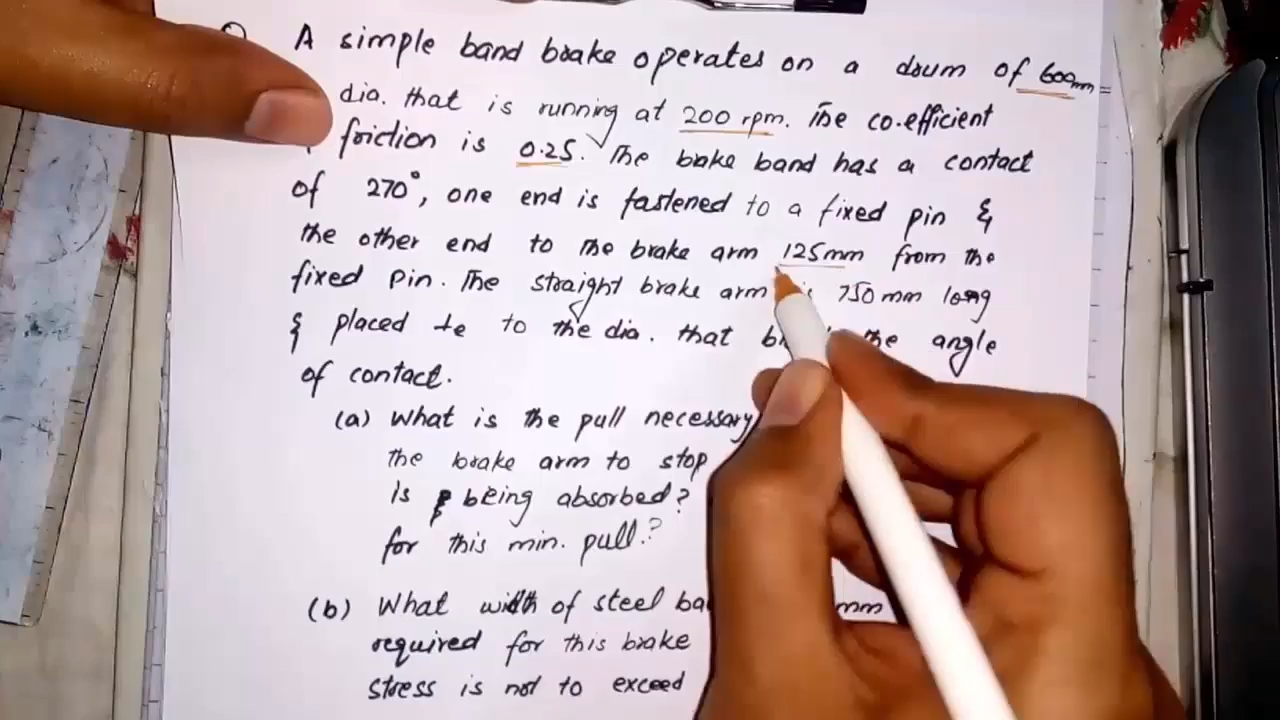 A simple band brake operates on a drum of 600mm
dia. that is running at 200 rpm. The co.efficient
friction is 0.25. The bake band has a contact
of 270°, one end is fastened to a fixed pin &
the other end to the brake arm 125mm from the
fixed pin. The straight brake arm 750mm long
& placed to the dia. that the angle
of contact.
(a) What is the pull necessary
the brake arm to stop
is being absorbed?
for this min. pull?
(b) What width of steel mm
required for this brake
stress is not to exceed